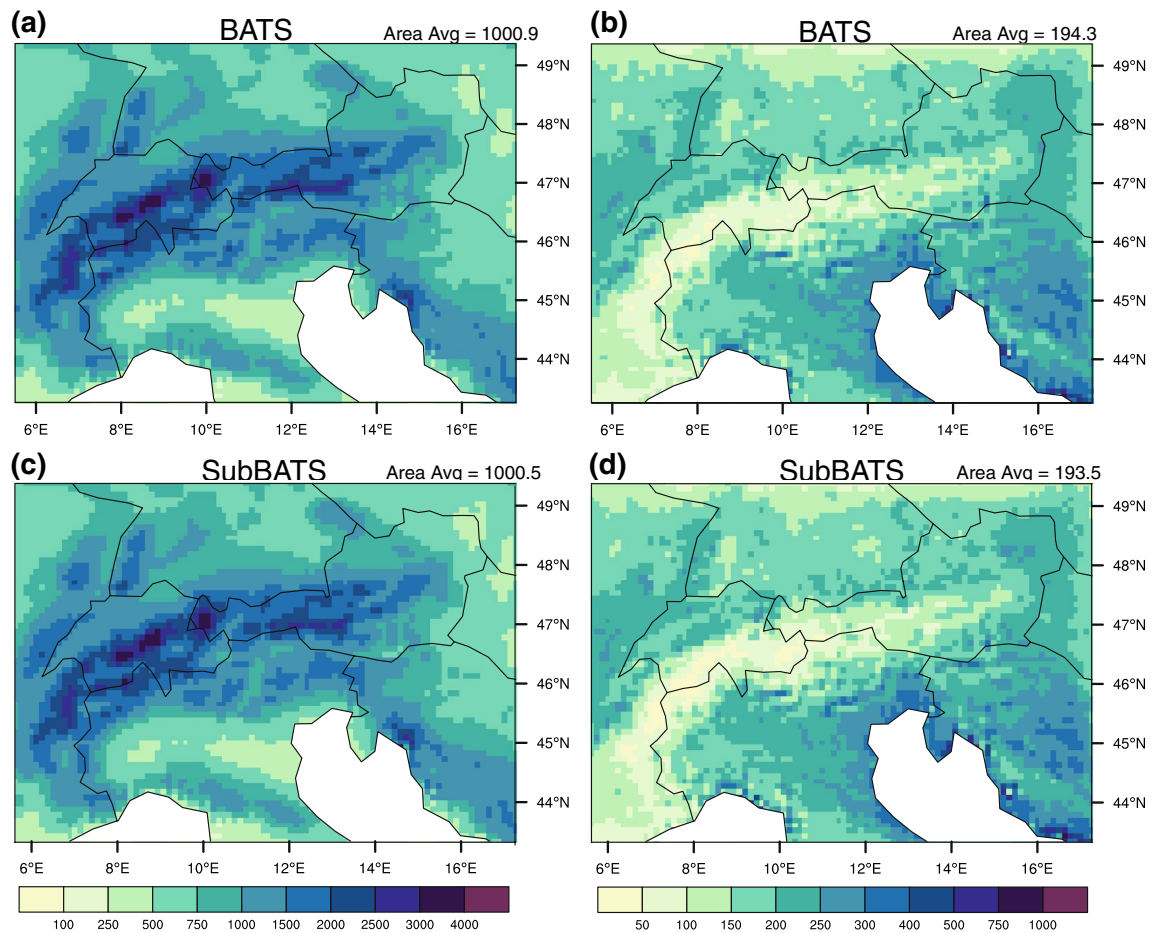 (a) BATS Area Avg = 1000.9
(b) BATS Area Avg = 194.3
49°N 49°N
48°N 48°N
47°N 47°N
46°N 46°N
45°N 45°N
44°N 44°N
6°E 8°E 10°E 12°E 14°E 16°E 6°E 8°E 10°E 12°E 14°E 16°E
(c) SubBATS Area Avg = 1000.5
(d) SubBATS Area Avg = 193.5
49°N 49°N
48°N 48°N
47°N 47°N
46°N 46°N
45°N 45°N
44°N 44°N
6°E 8°E 10°E 12°E 14°E 16°E 6°E 8°E 10°E 12°E 14°E 16°E
100 250 500 750 1000 1500 2000 2500 3000 4000
50 100 150 200 250 300 400 500 750 1000